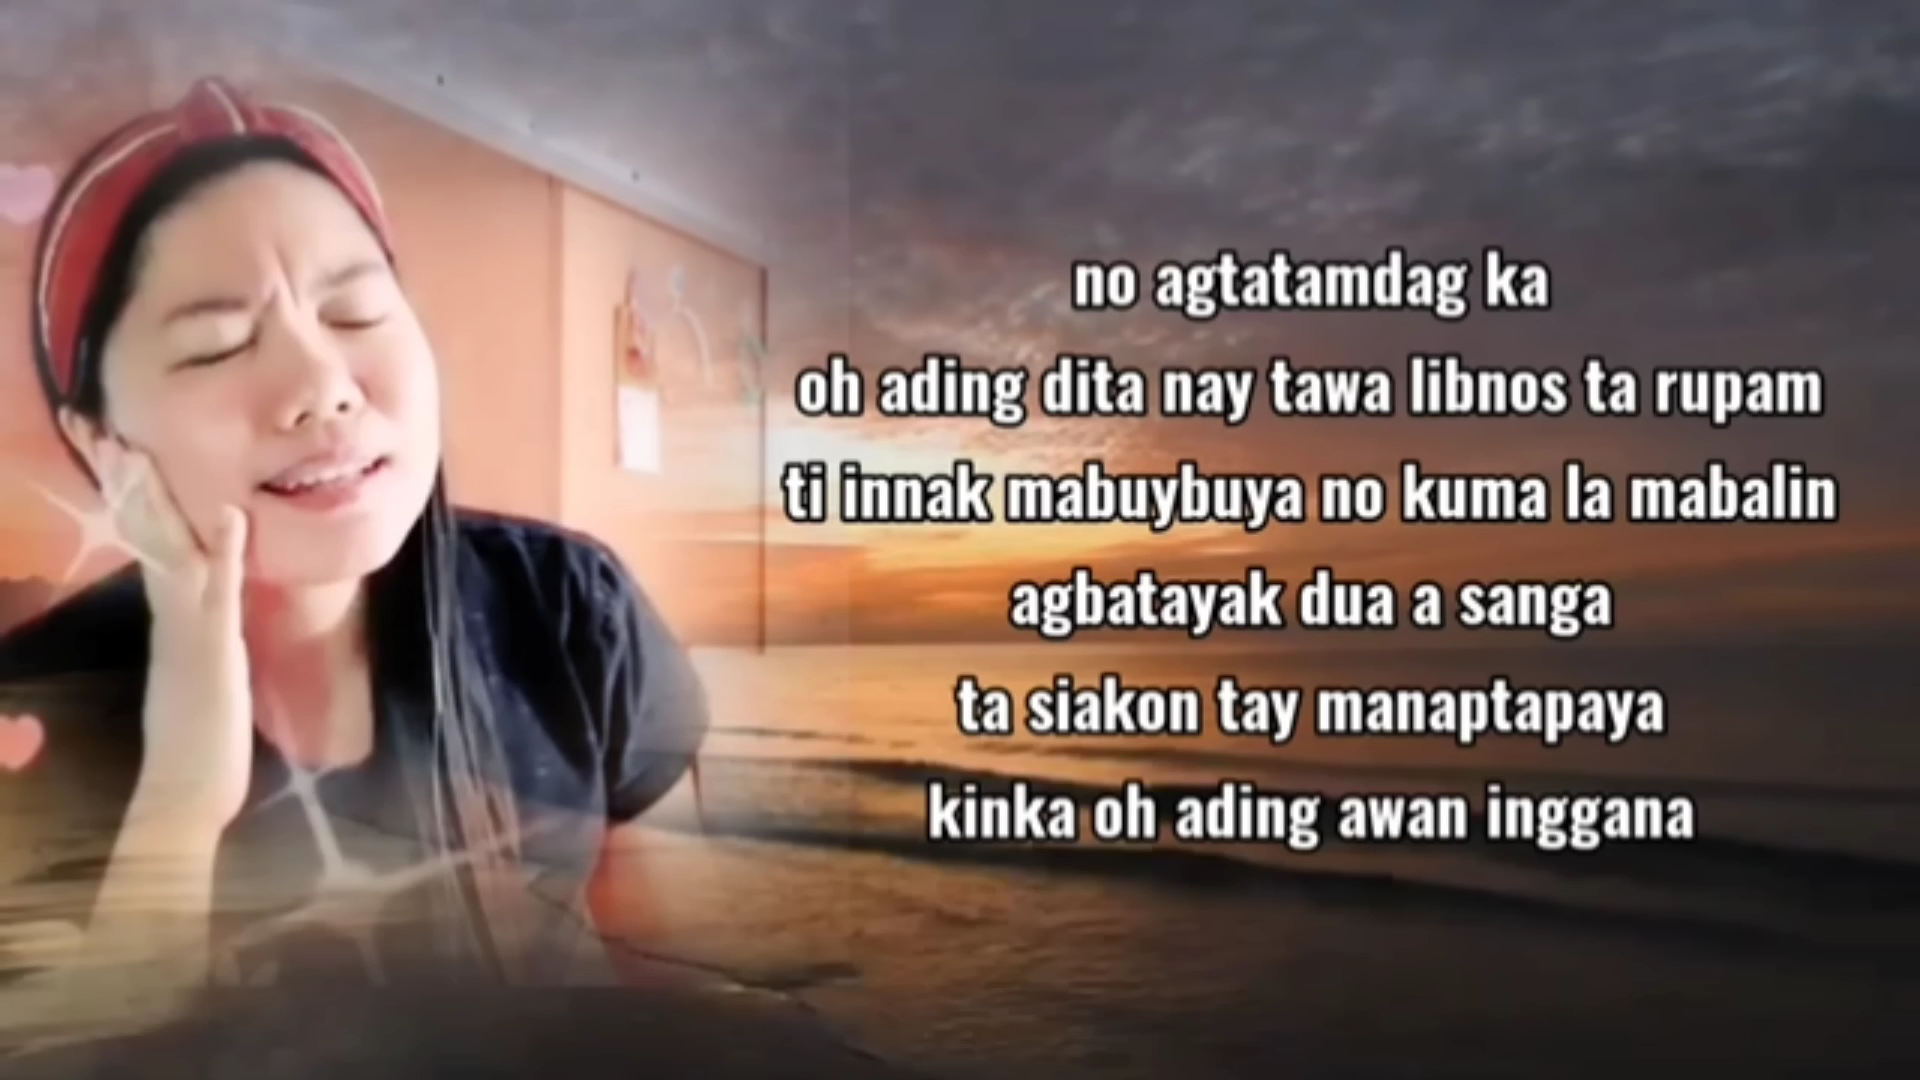 no agtatamdag ka
oh ading dita nay tawa libnos ta rupam
ti innak mabuybuya no kuma la mabalin
agbatayak dua a sanga
ta siakon tay manaptapaya
kinka oh ading awan inggana